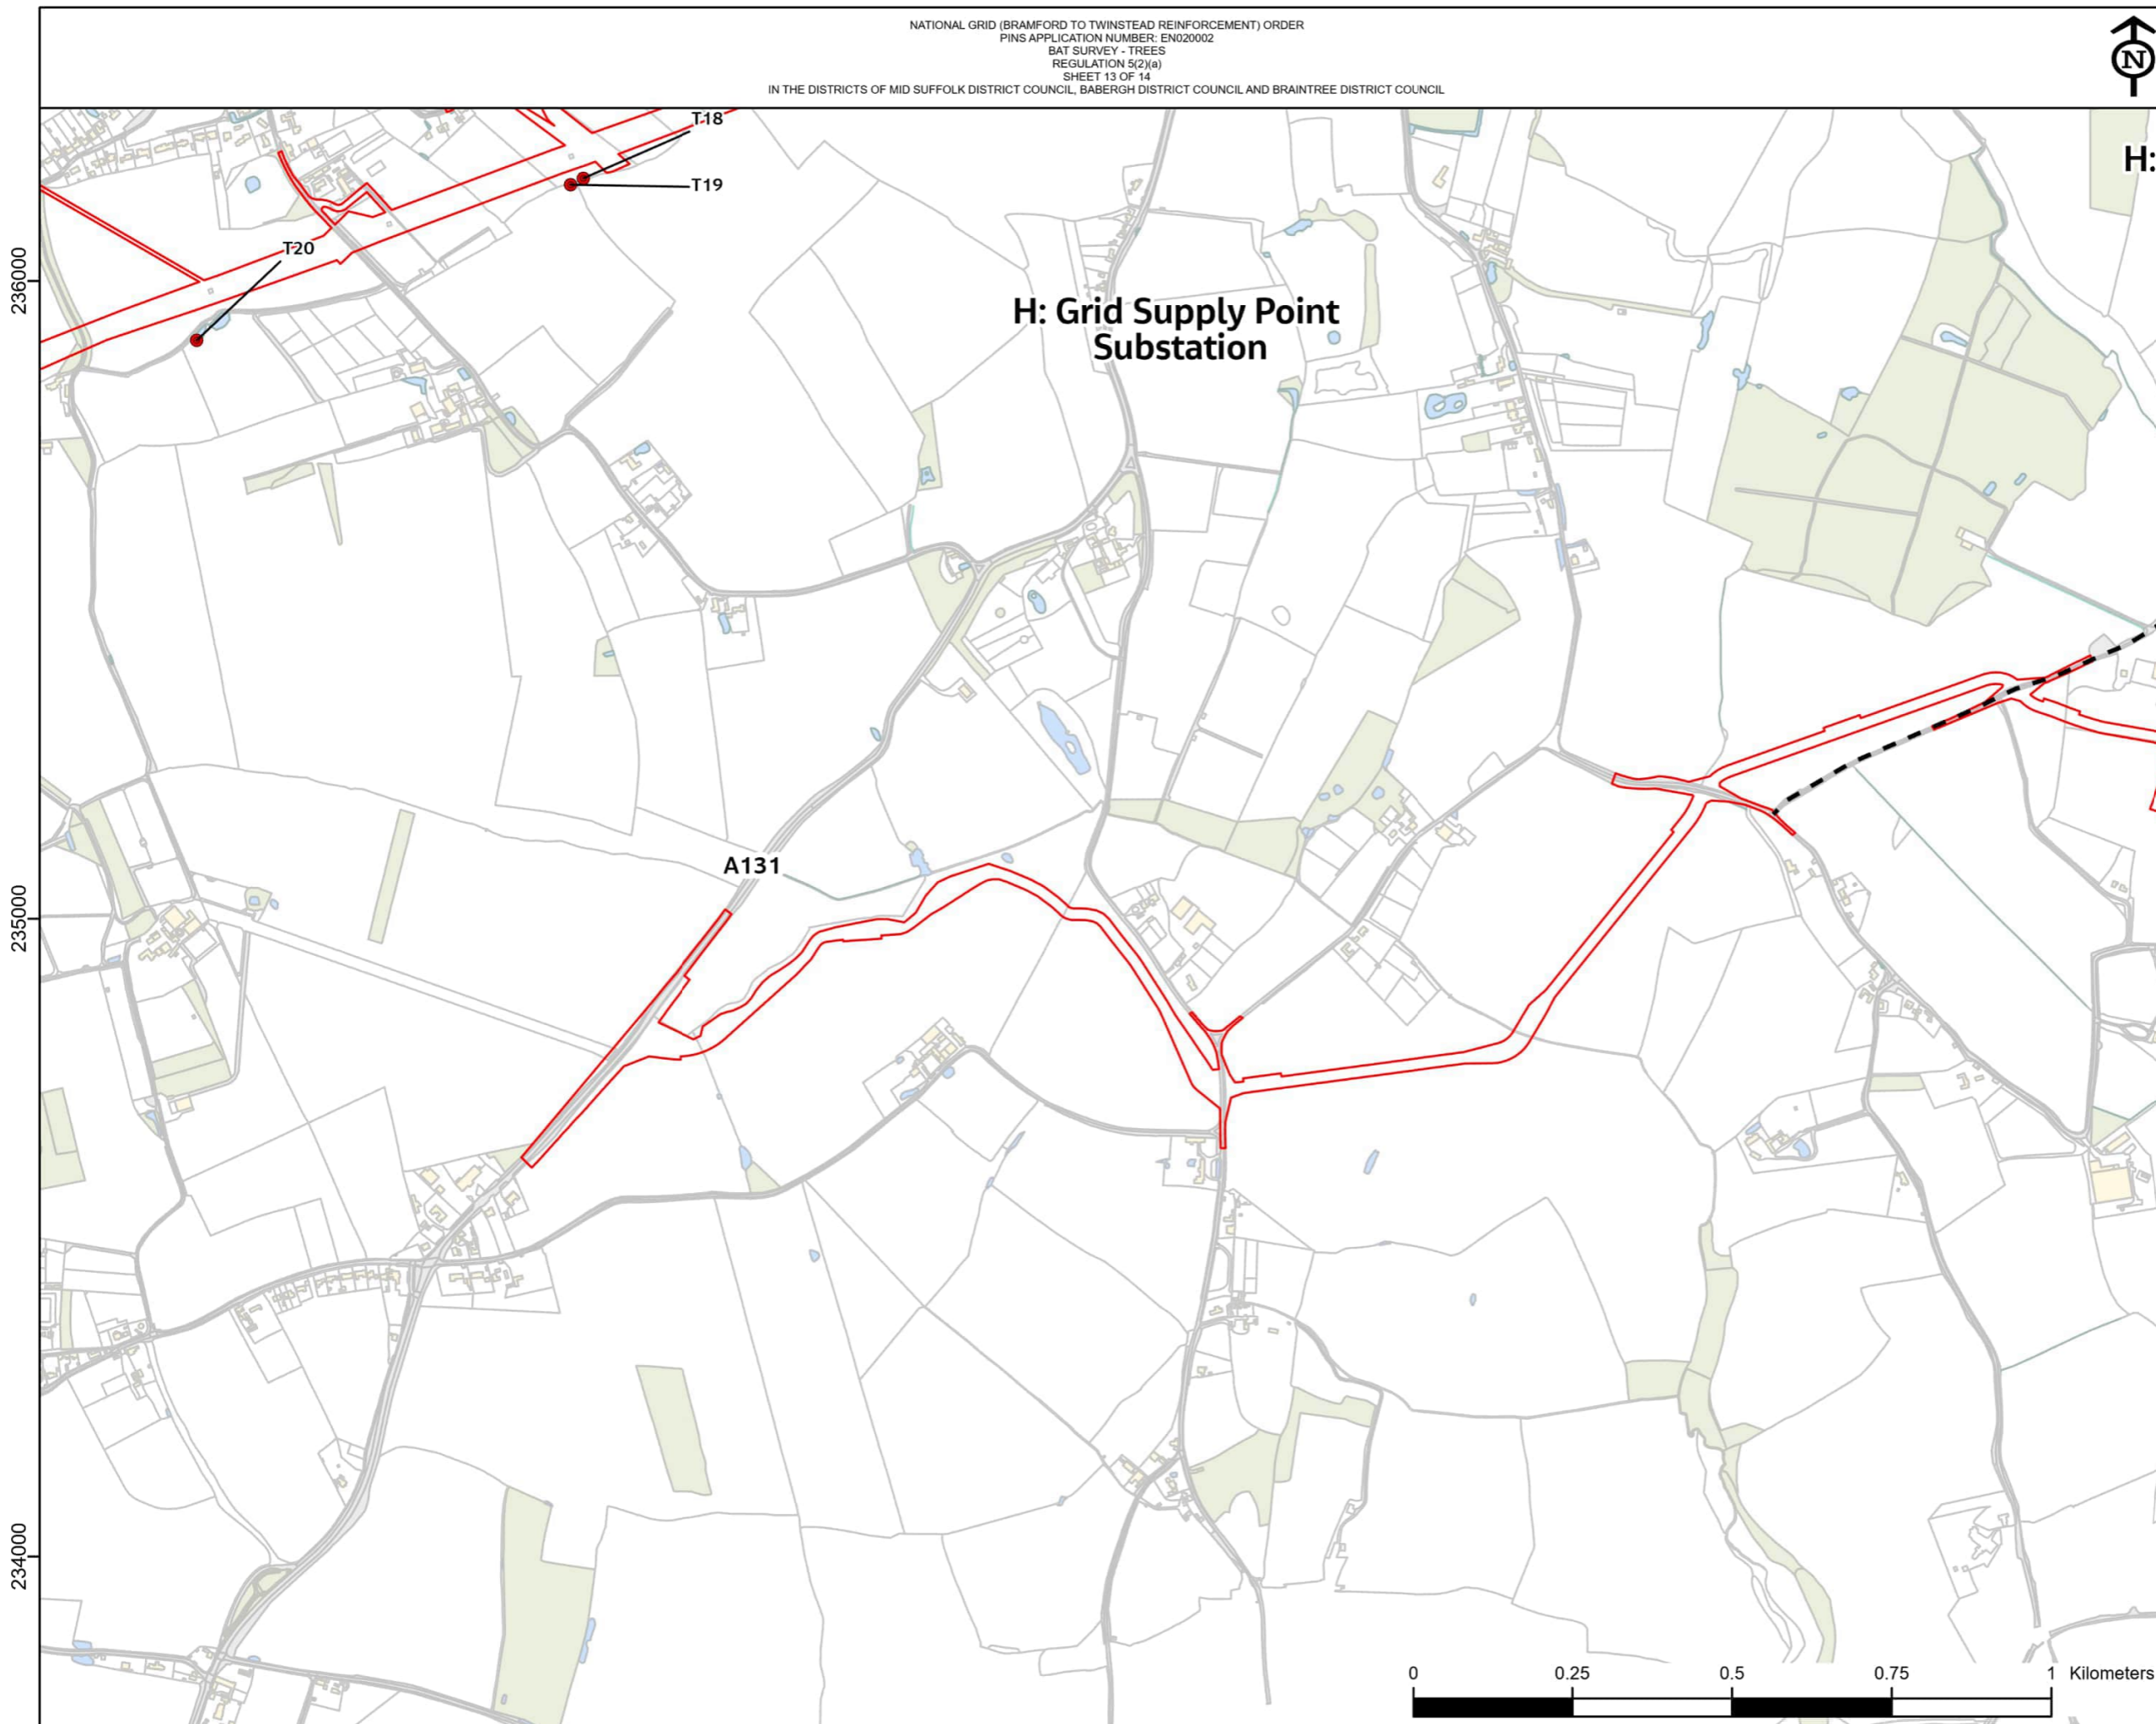 NATIONAL GRID (BRAMFORD TO TWINSTEAD REINFORCEMENT) ORDER
PINS APPLICATION NUMBER: EN020002
BAT SURVEY - TREES
REGULATION 5(2)(a)
SHEET 13 OF 14
IN THE DISTRICTS OF MID SUFFOLK DISTRICT COUNCIL, BABERGH DISTRICT COUNCIL AND BRAINTREE DISTRICT COUNCIL
N
T18
H:
T19
T20
236000
H: Grid Supply Point
Substation
A131
235000
234000
0 0.25 0.5 0.75 1 Kilometers